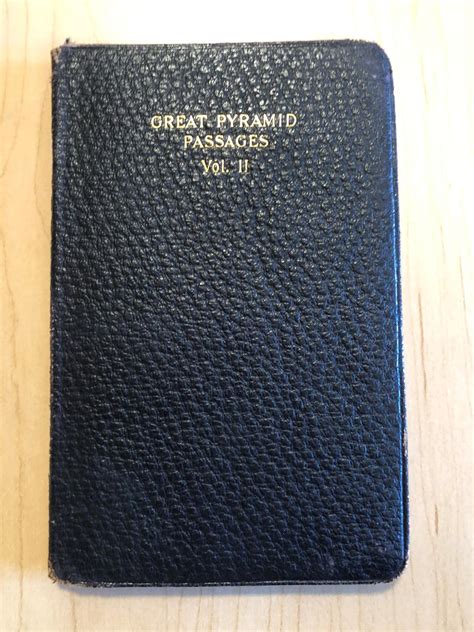 GREAT PYRAMID
PASSAGES
Vol. II